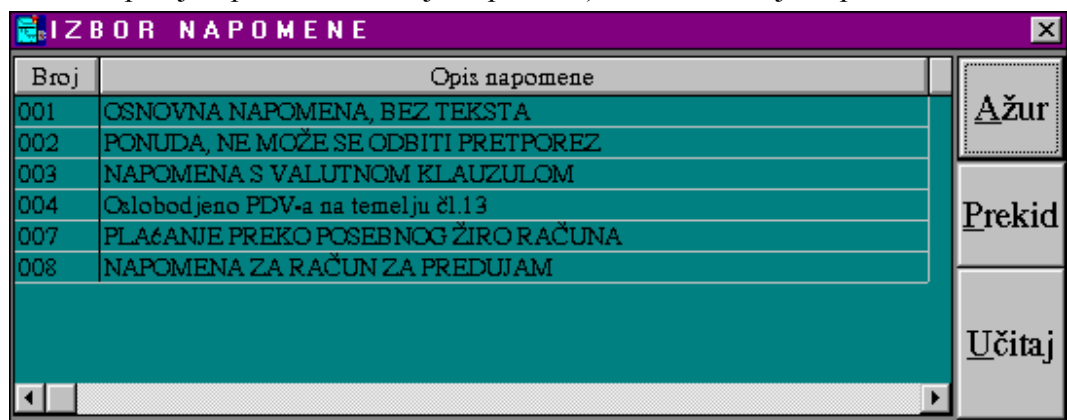 IZBOR NAPOMENE
Broj Opis napomene
001 OSNOVNA NAPOMENA, BEZ TEKSTA
002 PONUDA, NE MOŽE SE ODBITI PRETPOREZ
003 NAPOMENA S VALUTNOM KLAUZULOM
004 Oslobodjeno PDV-a na temelju čl.13
007 PLAćANJE PREKO POSEBNOG ŽIRO RAČUNA
008 NAPOMENA ZA RAČUN ZA PREDUJAM
Ažur
Prekid
Učitaj